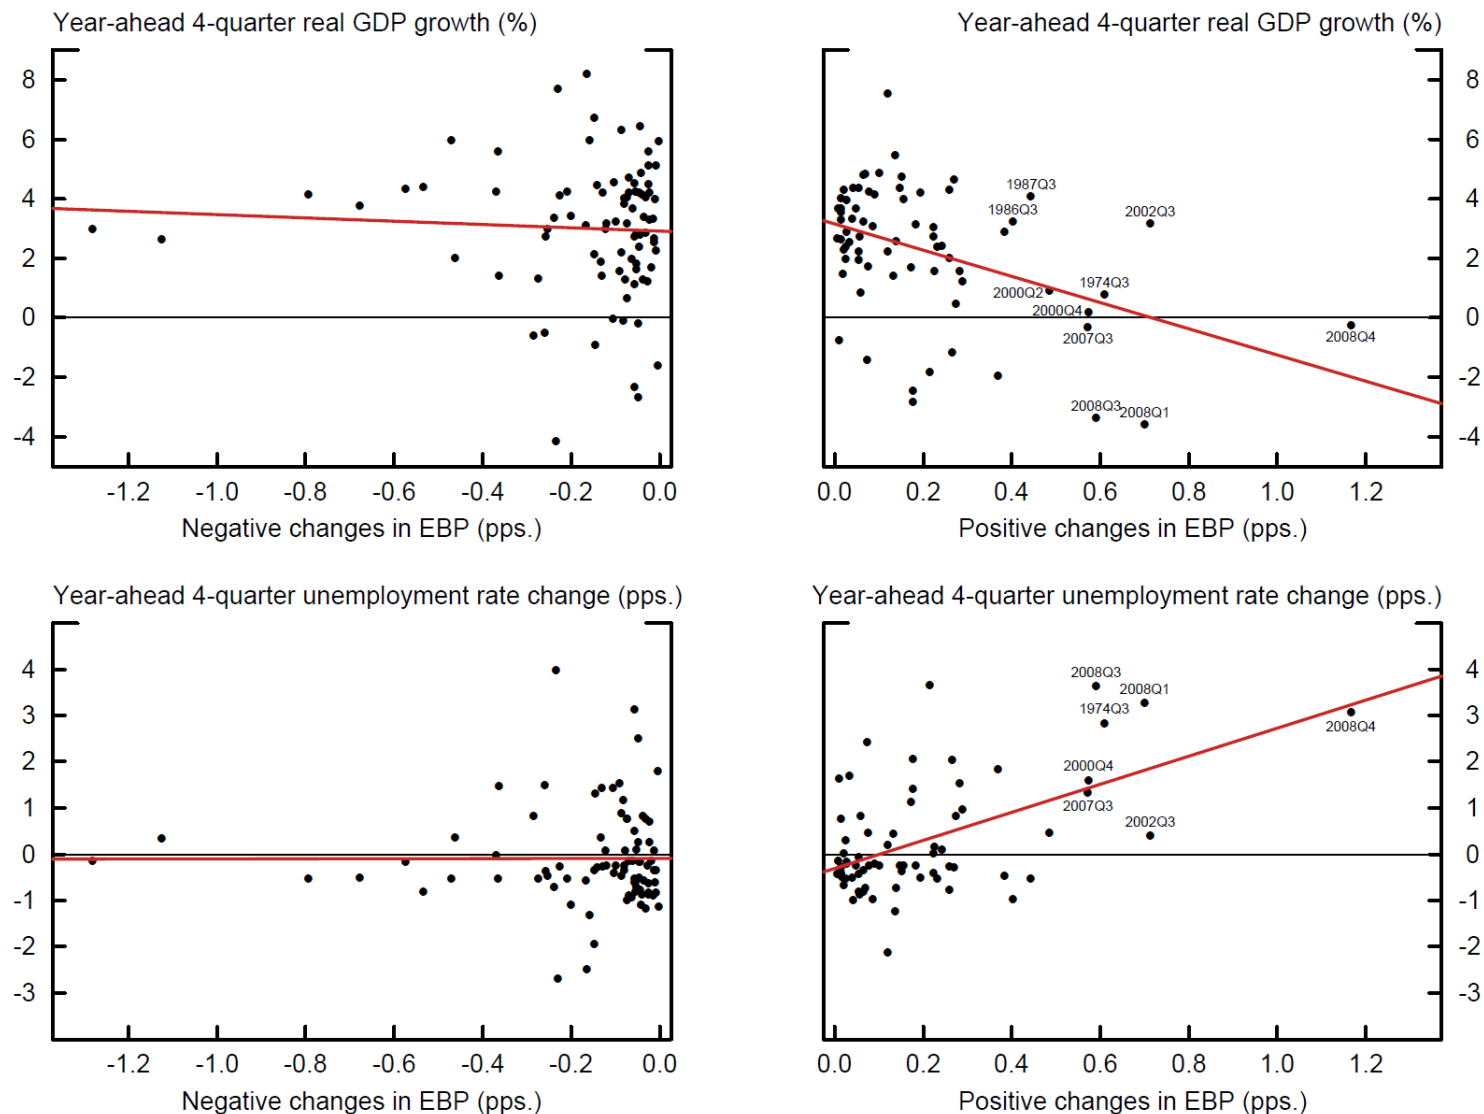 Year-ahead 4-quarter real GDP growth (%)
8
6
4
2
0
-2
-4
-1.2 -1.0 -0.8 -0.6 -0.4 -0.2 0.0
Negative changes in EBP (pps.)
Year-ahead 4-quarter real GDP growth (%)
8
6
4
2
0
-2
-4
1987Q3
1986Q3
2002Q3
1974Q3
2000Q2
2000Q4
2007Q3
2008Q4
2008Q3
2008Q1
0.0 0.2 0.4 0.6 0.8 1.0 1.2
Positive changes in EBP (pps.)
Year-ahead 4-quarter unemployment rate change (pps.)
4
3
2
1
0
-1
-2
-3
-1.2 -1.0 -0.8 -0.6 -0.4 -0.2 0.0
Negative changes in EBP (pps.)
Year-ahead 4-quarter unemployment rate change (pps.)
4
3
2
1
0
-1
-2
-3
2008Q3
2008Q1
1974Q3
2008Q4
2000Q4
2007Q3
2002Q3
0.0 0.2 0.4 0.6 0.8 1.0 1.2
Positive changes in EBP (pps.)